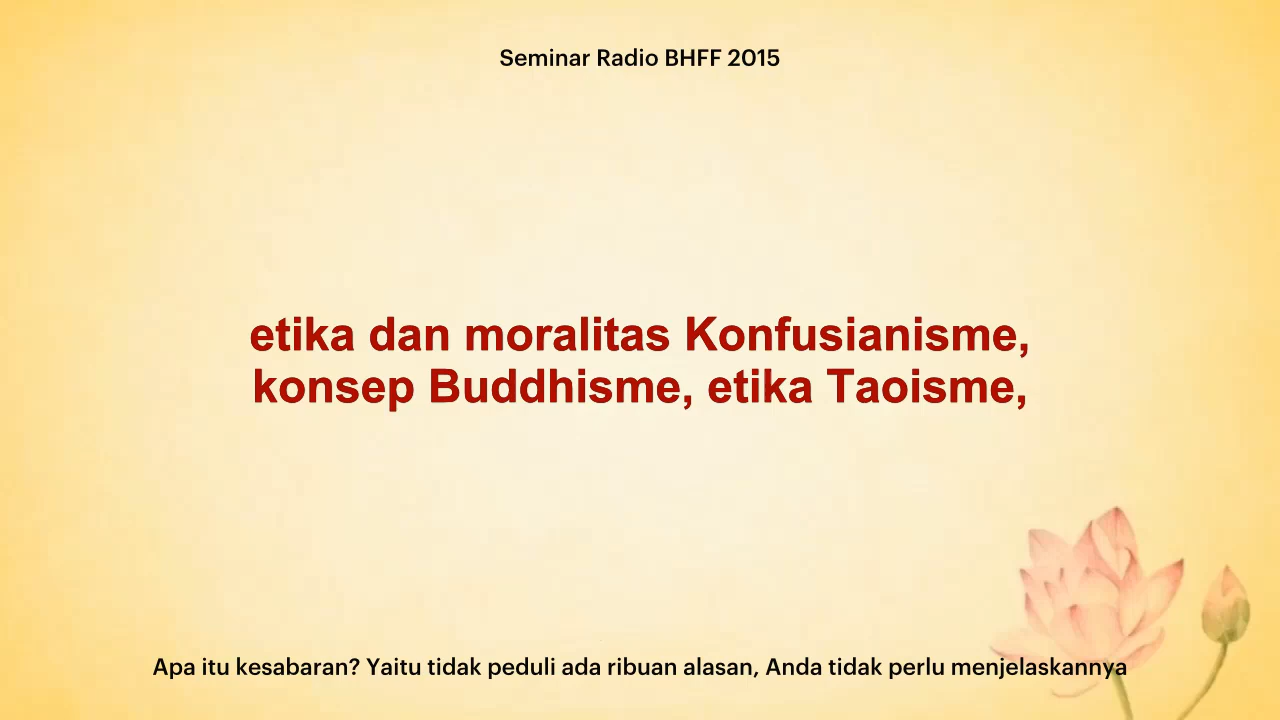 Seminar Radio BHFF 2015
etika dan moralitas Konfusianisme,
konsep Buddhisme, etika Taoisme,
Apa itu kesabaran? Yaitu tidak peduli ada ribuan alasan, Anda tidak perlu menjelaskannya